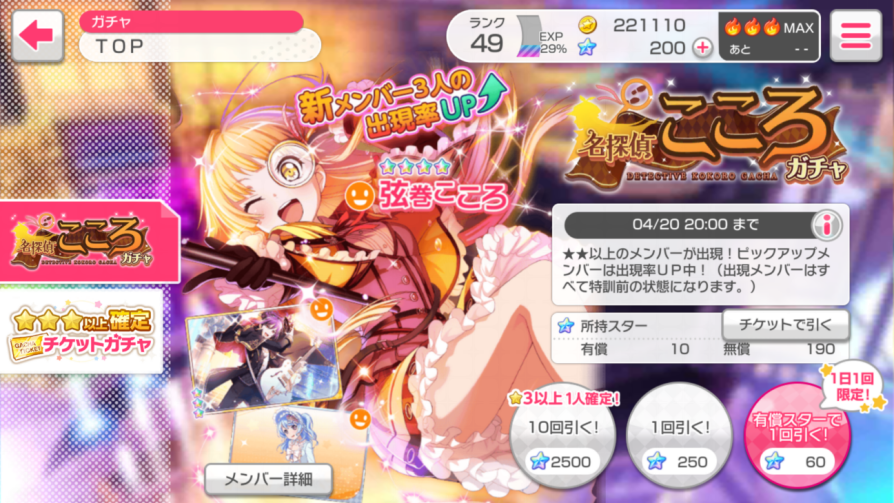 ガチャ
TOP
ランク
49
EXP
29%
221110
200
MAX
あと
- -
新メンバー3人の
出現率UP
★★★★
弦巻こころ
名探偵
こころ
ガチャ
DETECTIVE KOKORO GACHA
04/20 20:00 まで
★★以上のメンバーが出現！ピックアップメ
ンバーは出現率ＵＰ中！（出現メンバーはす
べて特訓前の状態になります。）
所持スター
チケットで引く
有償 10 無償 190
名探偵
こころ
ガチャ
DETECTIVE KOKORO GACHA
★★★以上確定
GACHA TICKET
チケットガチャ
1日1回
限定!
★3以上1人確定!
10回引く!
2500
1回引く!
250
有償スターで
1回引く!
60
メンバー詳細